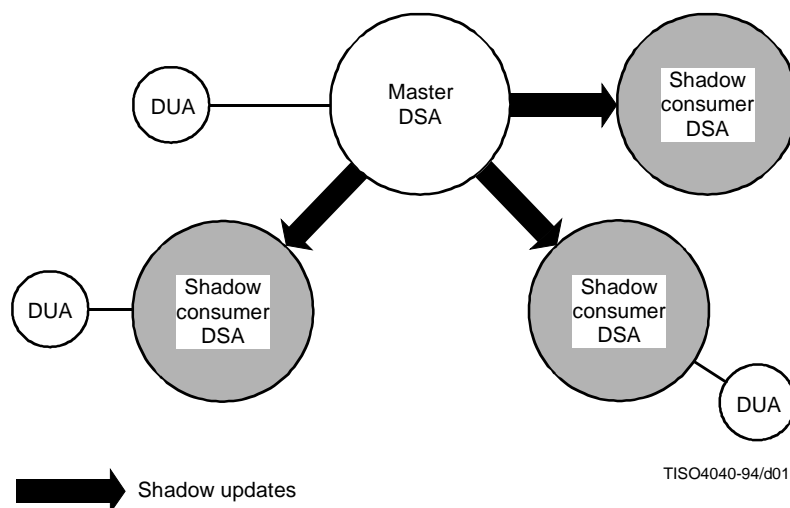 DUA
Master
DSA
Shadow
consumer
DSA
DUA
Shadow
consumer
DSA
Shadow
consumer
DSA
DUA
TISO4040-94/d01
Shadow updates